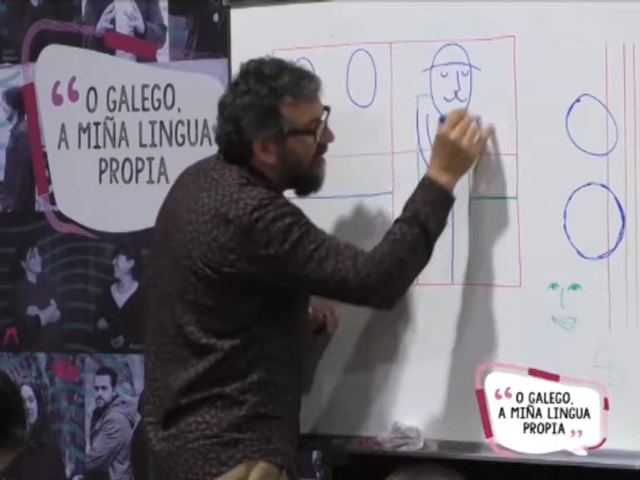 “ O GALEGO,
A MIÑA LINGUA
PROPIA
“ O GALEGO,
A MIÑA LINGUA
PROPIA „